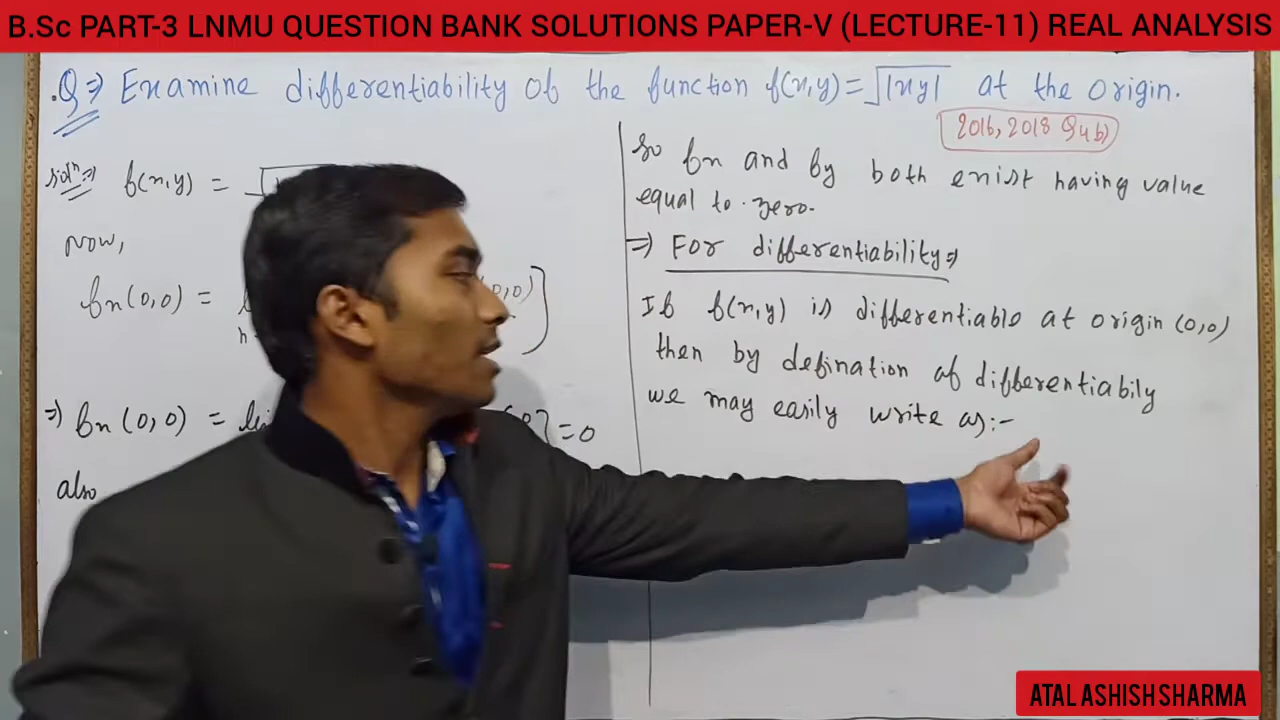 B.Sc PART-3 LNMU QUESTION BANK SOLUTIONS PAPER-V (LECTURE-11) REAL ANALYSIS
Q⇒ Examine differentiability of the function f(x,y)=√|xy| at the origin.
2016, 2018 Sub)
Solⁿ⇒ f(x,y) = √
Now,
fx(0,0) = 0,0)]
⇒ fx(0,0) = = 0
also
So fx and fy both exist having value
equal to zero.
⇒ For differentiability⇒
If f(x,y) is differentiable at origin (0,0)
then by defination of differentiabily
we may easily write as:-
ATAL ASHISH SHARMA